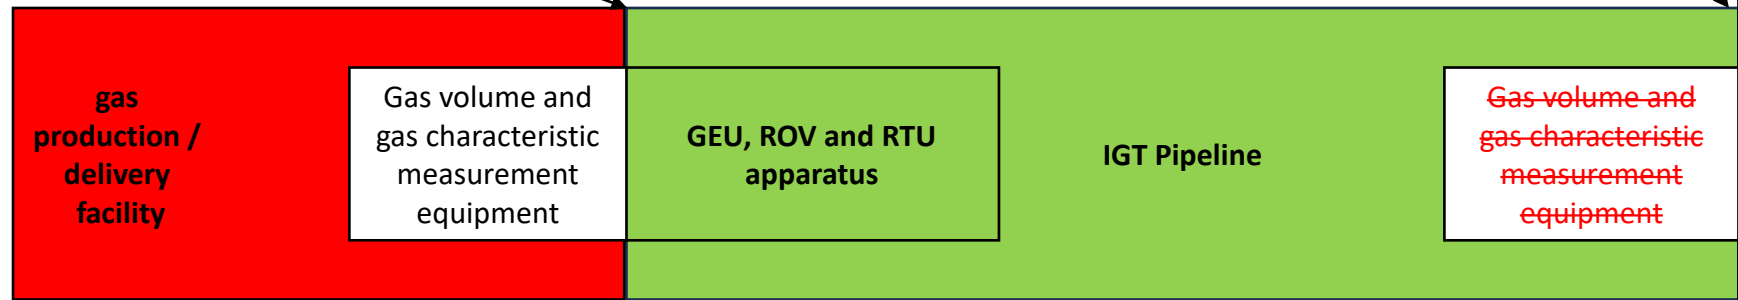 gas
production /
delivery
facility
Gas volume and
gas characteristic
measurement
equipment
GEU, ROV and RTU
apparatus
IGT Pipeline
Gas volume and
gas characteristic
measurement
equipment